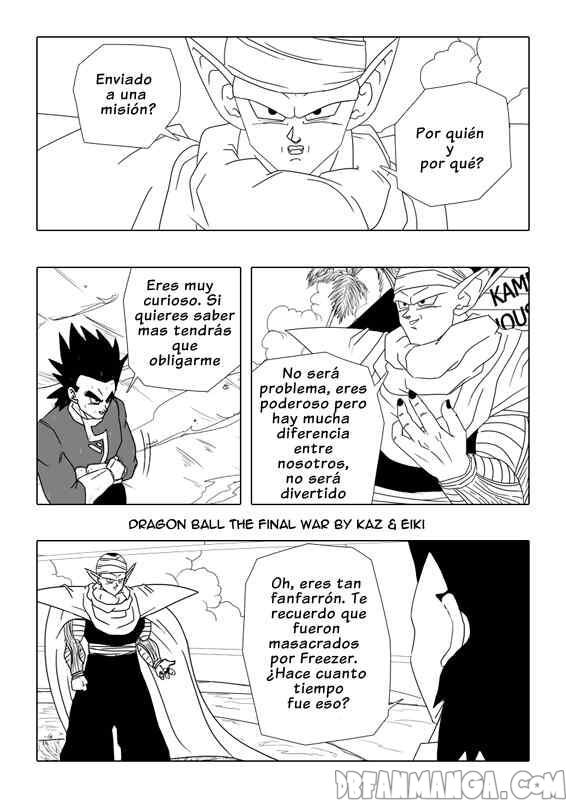 Enviado
a una
misión?
Por quién
y
por qué?
Eres muy
curioso. Si
quieres saber
mas tendrás
que
obligarme
KAM
HOUS
No será
problema, eres
poderoso pero
hay mucha
diferencia
entre
nosotros,
no será
divertido
DRAGON BALL THE FINAL WAR BY KAZ & EIKI
Oh, eres tan
fanfarrón. Te
recuerdo que
fueron
masacrados
por Freezer.
¿Hace cuanto
tiempo
fue eso?
DBFANMANGA.COM